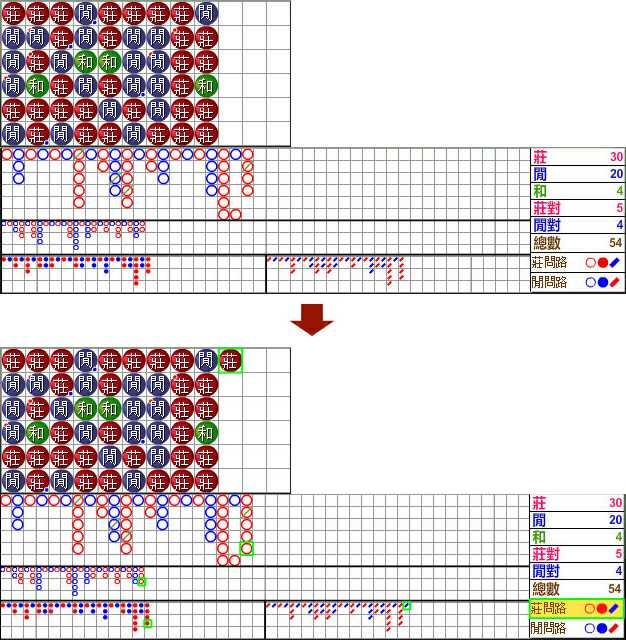 莊 莊 莊 閒 莊 莊 莊 莊 閒
閒 閒 莊 閒 莊 閒 閒 莊 莊
閒 莊 閒 和 和 閒 閒 莊 莊
閒 和 莊 閒 莊 閒 閒 莊 和
莊 莊 莊 莊 閒 莊 閒 莊 莊
閒 莊 閒 莊 莊 閒 莊 莊 莊
莊 30
閒 20
和 4
莊對 5
閒對 4
總數 54
莊問路
閒問路
莊 莊 莊 閒 莊 莊 莊 莊 閒 莊
閒 閒 莊 閒 莊 閒 閒 莊 莊
閒 莊 閒 和 和 閒 閒 莊 莊
閒 和 莊 閒 莊 閒 閒 莊 和
莊 莊 莊 莊 閒 莊 閒 莊 莊
閒 莊 閒 莊 莊 閒 莊 莊 莊
莊 30
閒 20
和 4
莊對 5
閒對 4
總數 54
莊問路
閒問路